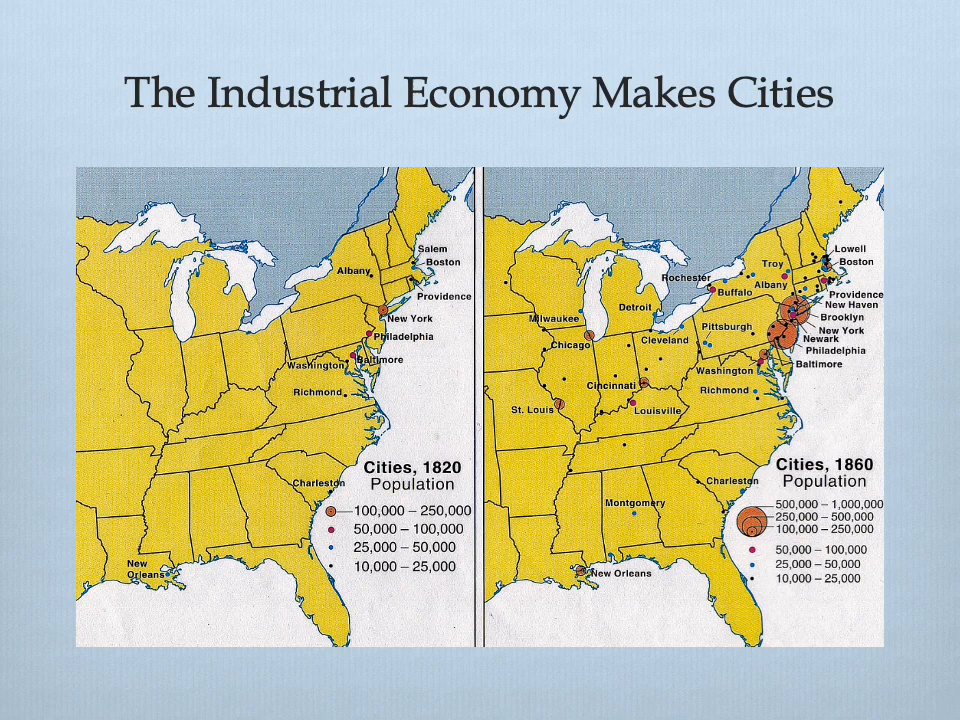 The Industrial Economy Makes Cities
Salem
Boston
Albany
Providence
New York
Philadelphia
Baltimore
Washington
Richmond
Charleston
New
Orleans
Cities, 1820
Population
100,000 – 250,000
50,000 – 100,000
25,000 – 50,000
10,000 – 25,000
Lowell
Boston
Troy
Albany
Rochester
Buffalo
Providence
New Haven
Brooklyn
New York
Newark
Philadelphia
Baltimore
Detroit
Milwaukee
Chicago
Cleveland
Pittsburgh
Washington
Richmond
Cincinnati
St. Louis
Louisville
Charleston
Montgomery
New Orleans
Cities, 1860
Population
500,000 – 1,000,000
250,000 – 500,000
100,000 – 250,000
50,000 – 100,000
25,000 – 50,000
10,000 – 25,000